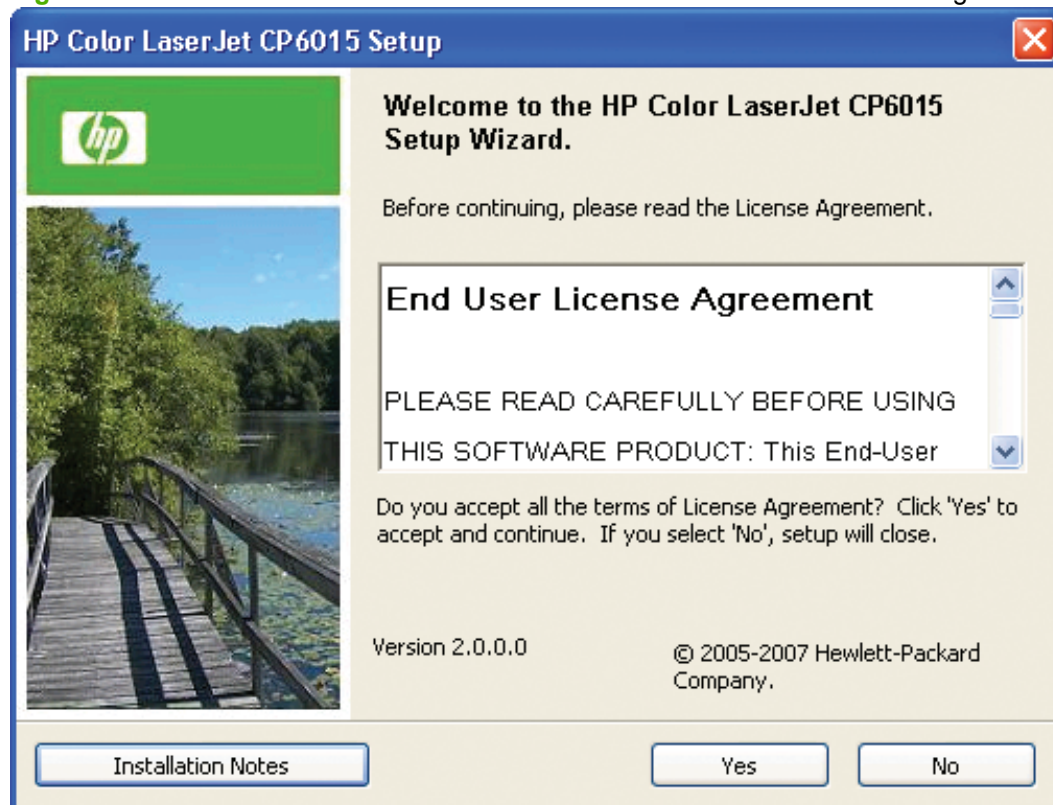 HP Color LaserJet CP6015 Setup
hp
Welcome to the HP Color LaserJet CP6015
Setup Wizard.
Before continuing, please read the License Agreement.
End User License Agreement
PLEASE READ CAREFULLY BEFORE USING
THIS SOFTWARE PRODUCT: This End-User
Do you accept all the terms of License Agreement?  Click 'Yes' to
accept and continue.  If you select 'No', setup will close.
Version 2.0.0.0
© 2005-2007 Hewlett-Packard
Company.
Installation Notes
Yes
No